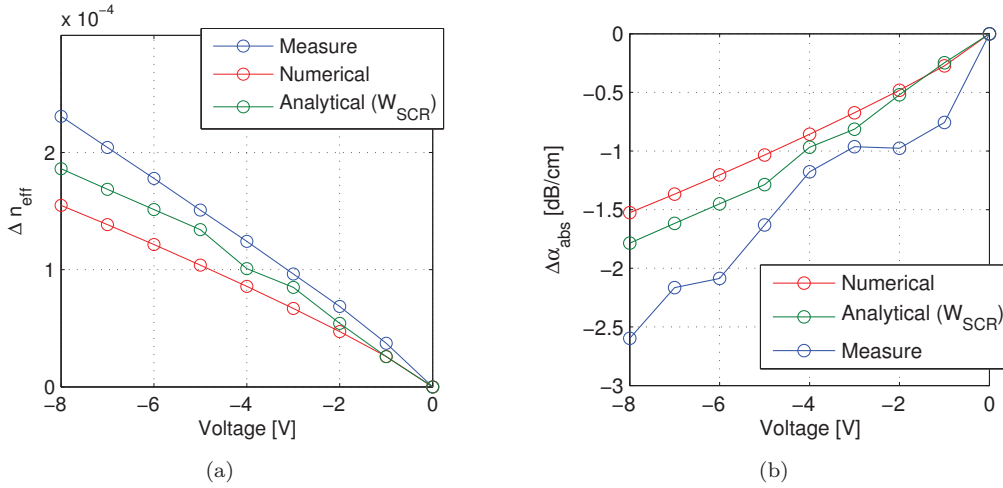 x 10⁻⁴
Measure
Numerical
Analytical (W_SCR)
2
1
0
Δ n_eff
−8 −6 −4 −2 0
Voltage [V]
(a)
0
−0.5
−1
−1.5
−2
−2.5
−3
Δα_abs [dB/cm]
Numerical
Analytical (W_SCR)
Measure
−8 −6 −4 −2 0
Voltage [V]
(b)